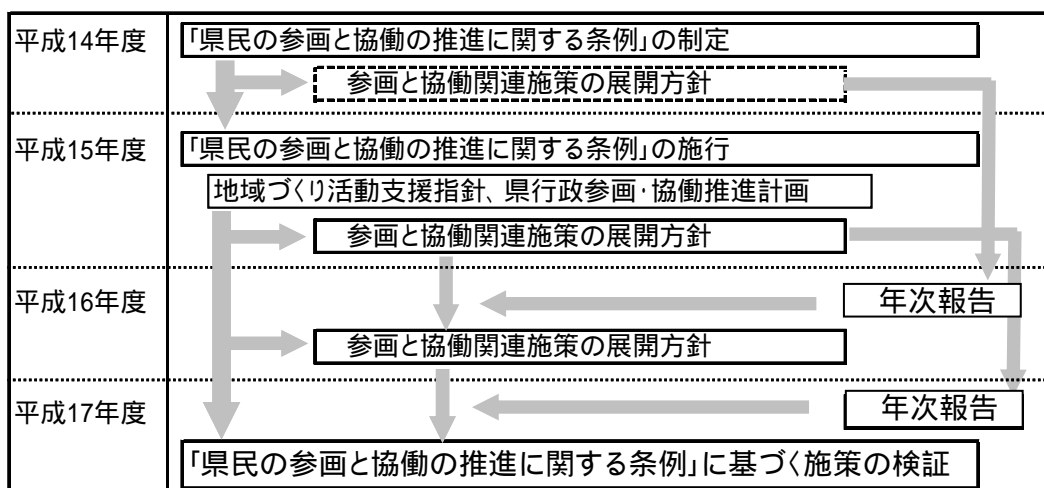 平成14年度
「県民の参画と協働の推進に関する条例」の制定
参画と協働関連施策の展開方針
平成15年度
「県民の参画と協働の推進に関する条例」の施行
地域づくり活動支援指針、県行政参画・協働推進計画
参画と協働関連施策の展開方針
平成16年度
年次報告
参画と協働関連施策の展開方針
平成17年度
年次報告
「県民の参画と協働の推進に関する条例」に基づく施策の検証